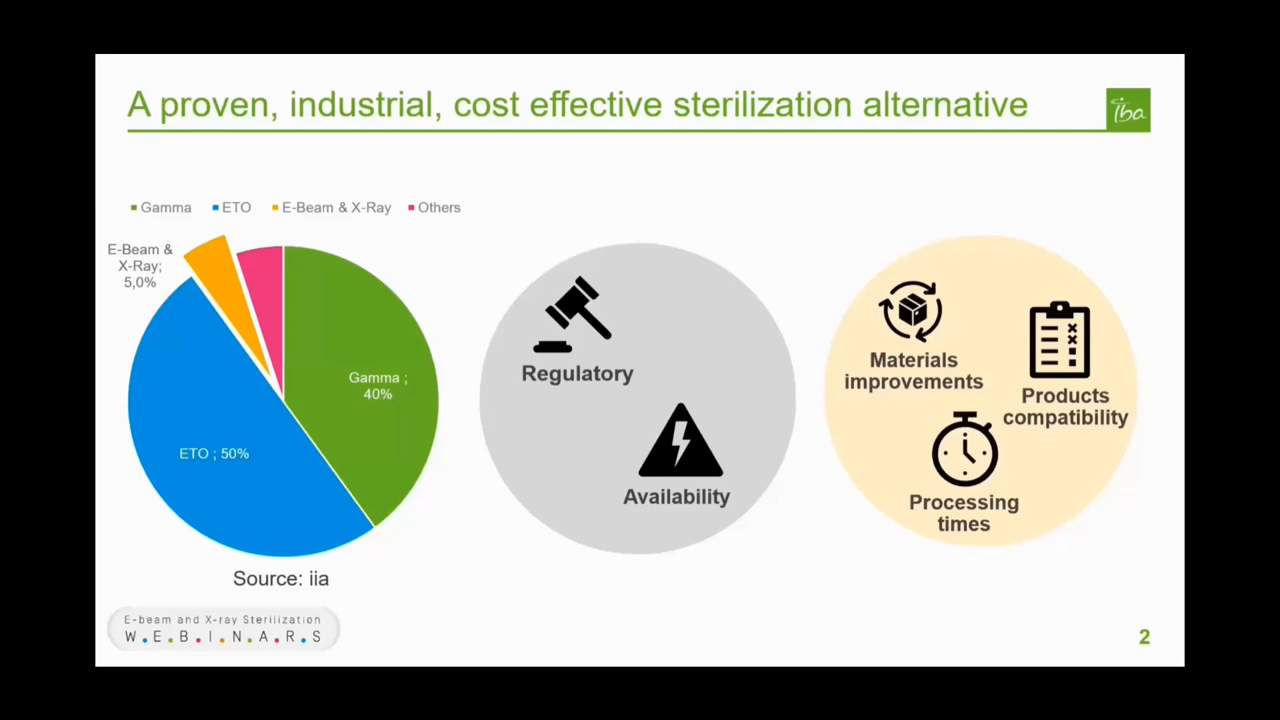 A proven, industrial, cost effective sterilization alternative
iba
Gamma ETO E-Beam & X-Ray Others
E-Beam &
X-Ray;
5,0%
Gamma ;
40%
ETO ; 50%
Source: iia
Regulatory
Availability
Materials
improvements
Products
compatibility
Processing
times
E-beam and X-ray Sterilization
W.E.B.I.N.A.R.S
2